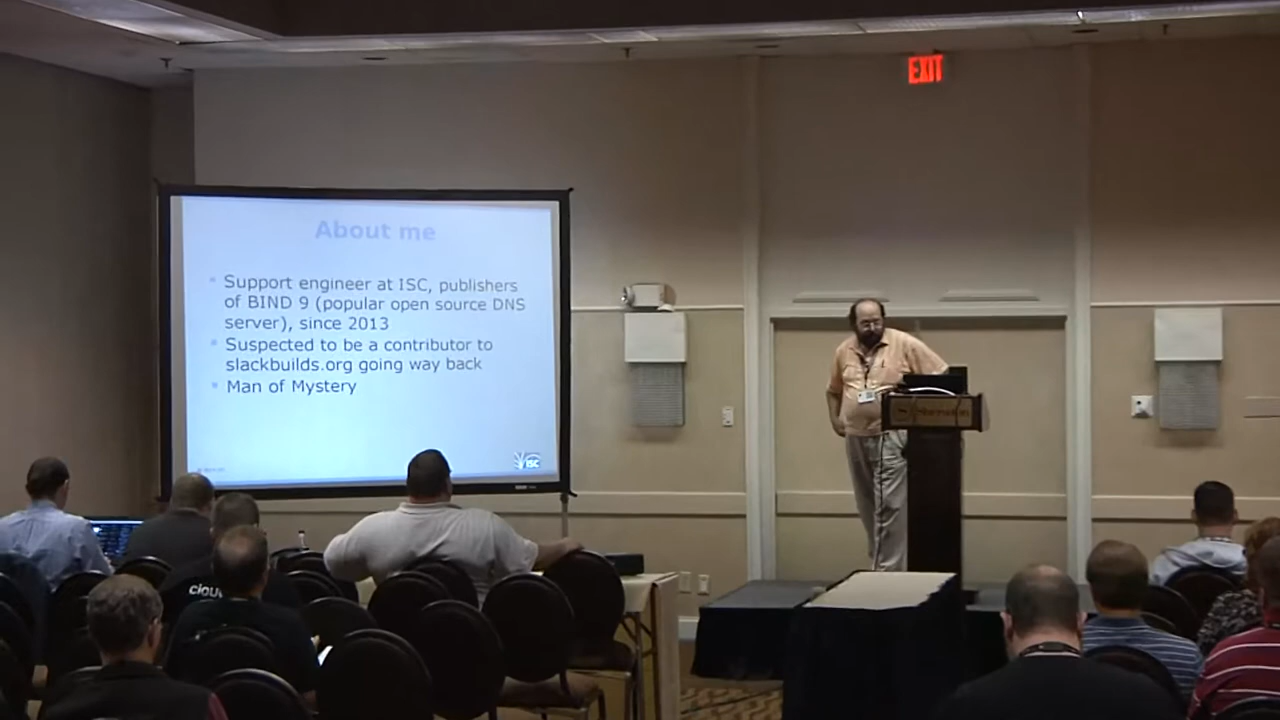 EXIT
About me
Support engineer at ISC, publishers
of BIND 9 (popular open source DNS
server), since 2013
Suspected to be a contributor to
slackbuilds.org going way back
Man of Mystery
ISC